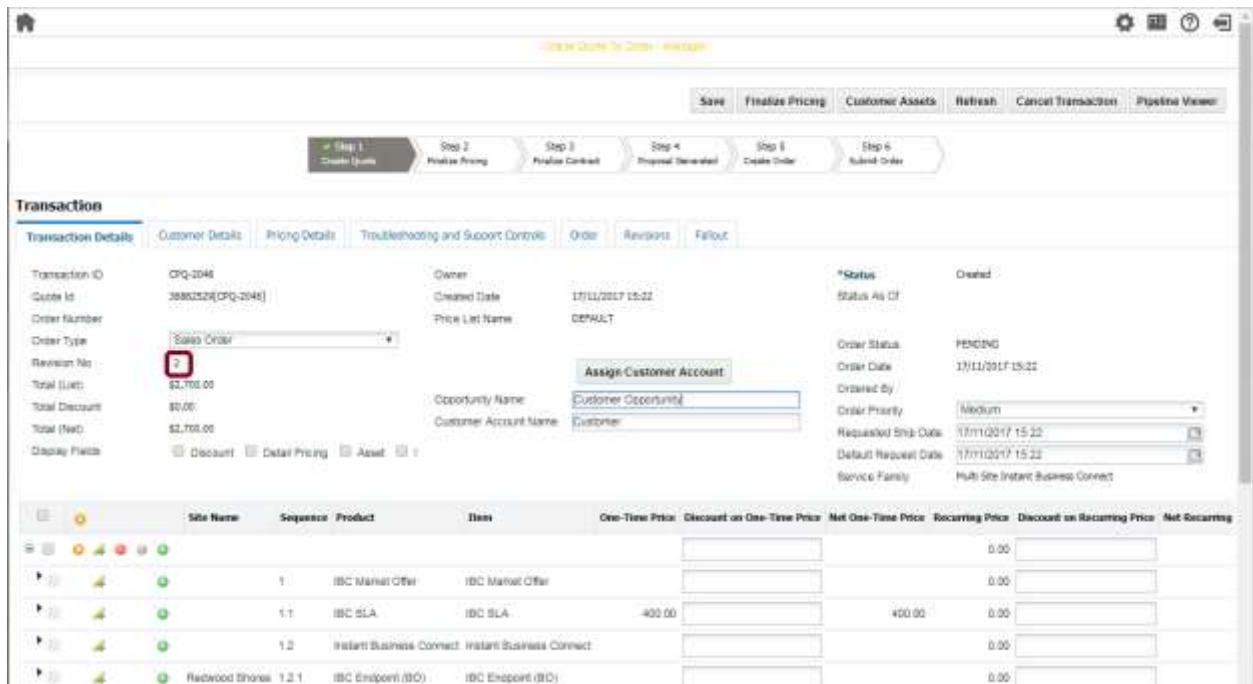 Save Finalize Pricing Customer Assets Refresh Cancel Transaction Pipeline Viewer
Step 1 Step 2 Step 3 Step 4 Step 5 Step 6
Create Quote Finalize Pricing Finalize Contract Proposal Generated Create Order Submit Order
Transaction
Transaction Details Customer Details Pricing Details Troubleshooting and Support Controls Order Revisions Fallout
Transaction ID CPQ-2046 Owner *Status Created
Quote Id 36862529[CPQ-2046] Created Date 17/11/2017 15:22 Status As Of
Order Number Price List Name DEFAULT
Order Type Sales Order Order Status PENDING
Revision No 2 Assign Customer Account Order Date 17/11/2017 15:22
Total (List) $2,700.00 Ordered By
Total Discount $0.00 Opportunity Name Customer Opportunity Order Priority Medium
Total (Net) $2,700.00 Customer Account Name Customer Requested Ship Date 17/11/2017 15:22
Display Fields Discount Detail Pricing Asset Default Request Date 17/11/2017 15:22
Service Family Multi Site Instant Business Connect
Site Name Sequence Product Item One-Time Price Discount on One-Time Price Net One-Time Price Recurring Price Discount on Recurring Price Net Recurring
0.00
1 IBC Market Offer IBC Market Offer 0.00
1.1 IBC SLA IBC SLA 400.00 400.00 0.00
1.2 Instant Business Connect Instant Business Connect 0.00
Redwood Shores 1.2.1 IBC Endpoint (BO) IBC Endpoint (BO) 0.00